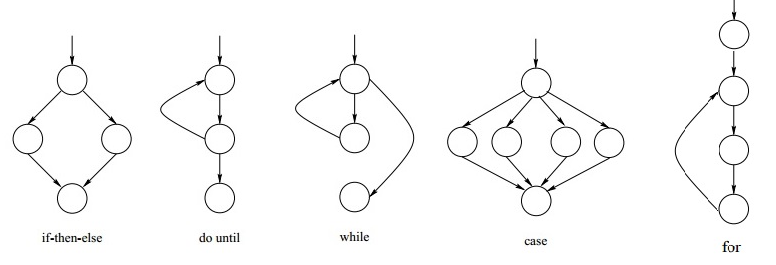 if-then-else
do until
while
case
for